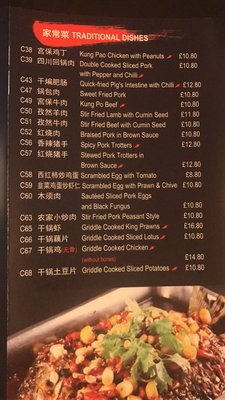 家常菜 TRADITIONAL DISHES
C38 宫保鸡丁 Kung Pao Chicken with Peanuts £10.80
C39 四川回锅肉 Double Cooked Sliced Pork £10.80
with Pepper and Chilli
C43 干煸肥肠 Quick-fried Pig's Intestine with Chilli £12.80
C47 锅包肉 Sweet Fried Pork £10.80
C49 宫保牛肉 Kung Po Beef £10.80
C50 孜然羊肉 Stir Fried Lamb with Cumin Seed £11.80
C51 孜然牛肉 Stir Fried Beef with Cumin Seed £10.80
C52 红烧肉 Braised Pork in Brown Sauce £10.80
C56 香辣猪手 Spicy Pork Trotters £12.80
C57 红烧猪手 Stewed Pork Trotters in
Brown Sauce £12.80
C58 西红柿炒鸡蛋 Scrambled Egg with Tomato £8.80
C59 韭菜鸡蛋炒虾仁 Scrambled Egg with Prawn & Chive £10.80
C60 木须肉 Sautéed Sliced Pork Eggs
and Black Fungus £10.80
C63 农家小炒肉 Stir Fried Pork Peasant Style £10.80
C65 干锅虾 Griddle Cooked King Prawns £16.80
C66 干锅藕片 Griddle Cooked Sliced Lotus £10.80
C67 干锅鸡(无骨) Griddle Cooked Chicken
(without bones) £14.80
C68 干锅土豆片 Griddle Cooked Sliced Potatoes £10.80